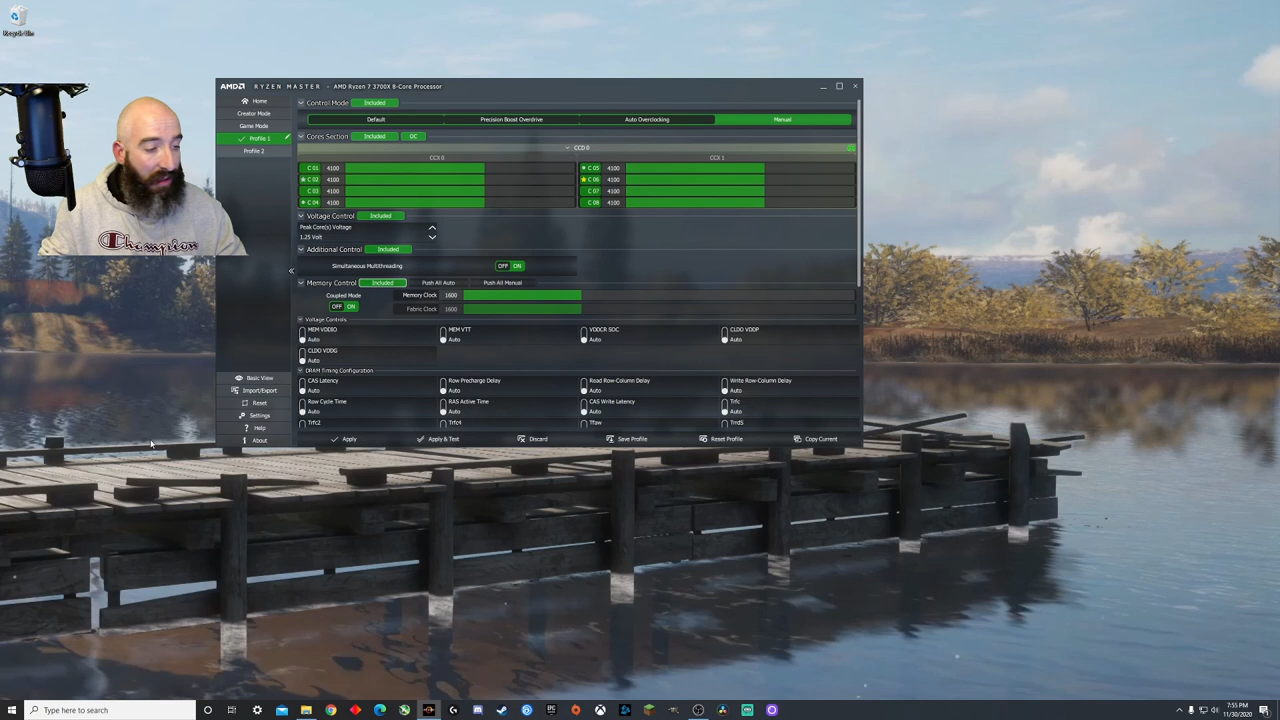 Recycle Bin
AMD RYZEN MASTER - AMD Ryzen 7 3700X 8-Core Processor
Home
Creator Mode
Game Mode
Profile 1
Profile 2
Basic View
Import/Export
Reset
Settings
Help
About
Control Mode Included
Default Precision Boost Overdrive Auto Overclocking Manual
Cores Section Included OC
CCD 0
CCX 0 CCX 1
C 01 4100 C 05 4100
C 02 4100 C 06 4100
C 03 4100 C 07 4100
C 04 4100 C 08 4100
Voltage Control Included
Peak Core(s) Voltage
1.25 Volt
Additional Control Included
Simultaneous Multithreading OFF ON
Memory Control Included Push All Auto Push All Manual
Coupled Mode Memory Clock 1600
OFF ON Fabric Clock 1600
Voltage Controls
MEM VDDIO MEM VTT VDDCR SOC CLDO VDDP
Auto Auto Auto Auto
CLDO VDDG
Auto
DRAM Timing Configuration
CAS Latency Row Precharge Delay Read Row-Column Delay Write Row-Column Delay
Auto Auto Auto Auto
Row Cycle Time RAS Active Time CAS Write Latency Trfc
Auto Auto Auto Auto
Trfc2 Trfc4 Tfaw TrrdS
Apply Apply & Test Discard Save Profile Reset Profile Copy Current
Champion
Type here to search
7:55 PM
11/30/2020